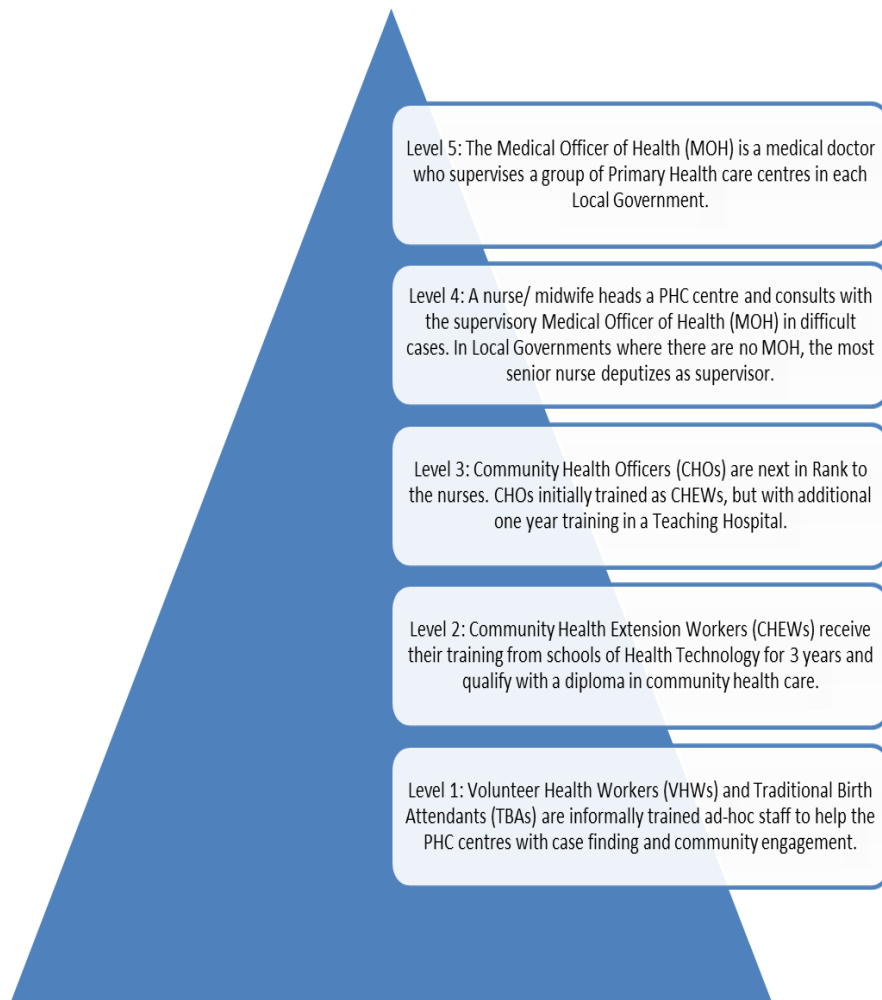 Level 5: The Medical Officer of Health (MOH) is a medical doctor
who supervises a group of Primary Health care centres in each
Local Government.
Level 4: A nurse/ midwife heads a PHC centre and consults with
the supervisory Medical Officer of Health (MOH) in difficult
cases. In Local Governments where there are no MOH, the most
senior nurse deputizes as supervisor.
Level 3: Community Health Officers (CHOs) are next in Rank to
the nurses. CHOs initially trained as CHEWs, but with additional
one year training in a Teaching Hospital.
Level 2: Community Health Extension Workers (CHEWs) receive
their training from schools of Health Technology for 3 years and
qualify with a diploma in community health care.
Level 1: Volunteer Health Workers (VHWs) and Traditional Birth
Attendants (TBAs) are informally trained ad-hoc staff to help the
PHC centres with case finding and community engagement.